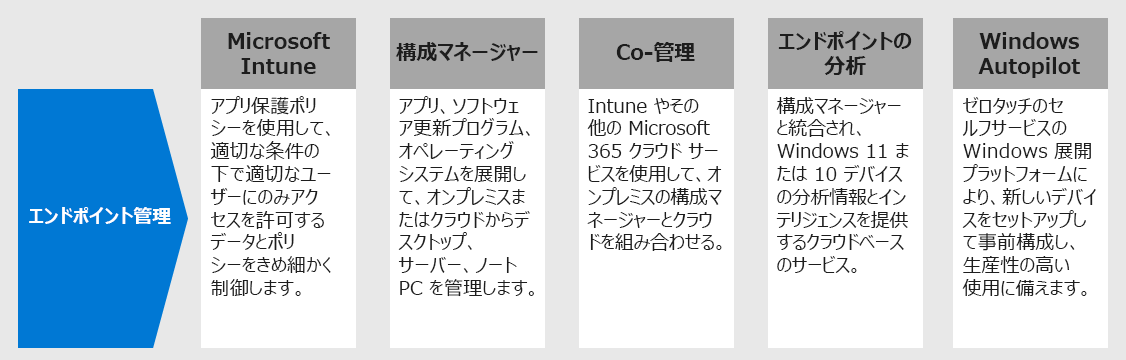 エンドポイント管理
Microsoft
Intune
アプリ保護ポリ
シーを使用して、
適切な条件の
下で適切なユー
ザーにのみアク
セスを許可する
データとポリ
シーをきめ細かく
制御します。
構成マネージャー
アプリ、ソフトウェ
ア更新プログラム、
オペレーティング
システムを展開し
て、オンプレミスま
たはクラウドからデ
スクトップ、
サーバー、ノート
PC を管理します。
Co-管理
Intune やその
他の Microsoft
365 クラウド サー
ビスを使用して、オ
ンプレミスの構成マ
ネージャーとクラウ
ドを組み合わせる。
エンドポイントの
分析
構成マネージャー
と統合され、
Windows 11 ま
たは 10 デバイス
の分析情報とイン
テリジェンスを提供
するクラウドベース
のサービス。
Windows
Autopilot
ゼロタッチのセ
ルフサービスの
Windows 展開
プラットフォームに
より、新しいデバイ
スをセットアップし
て事前構成し、
生産性の高い
使用に備えます。